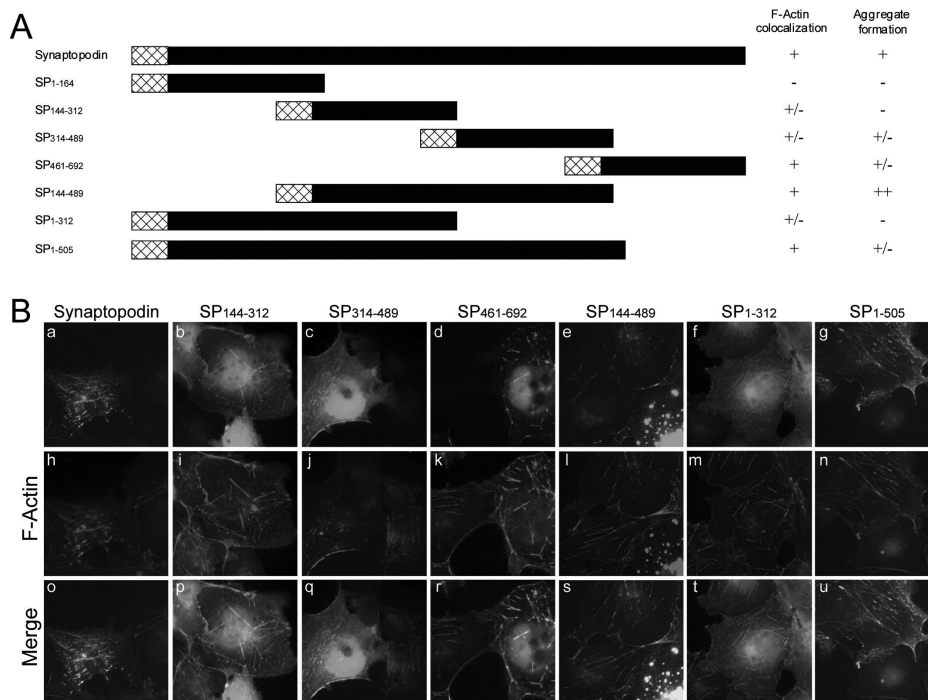 A
F-Actin colocalization
Aggregate formation
Synaptopodin + +
SP1-164 - -
SP144-312 +/- -
SP314-489 +/- +/-
SP461-692 + +/-
SP144-489 + ++
SP1-312 +/- -
SP1-505 + +/-
B
Synaptopodin SP144-312 SP314-489 SP461-692 SP144-489 SP1-312 SP1-505
a b c d e f g
F-Actin
h i j k l m n
Merge
o p q r s t u